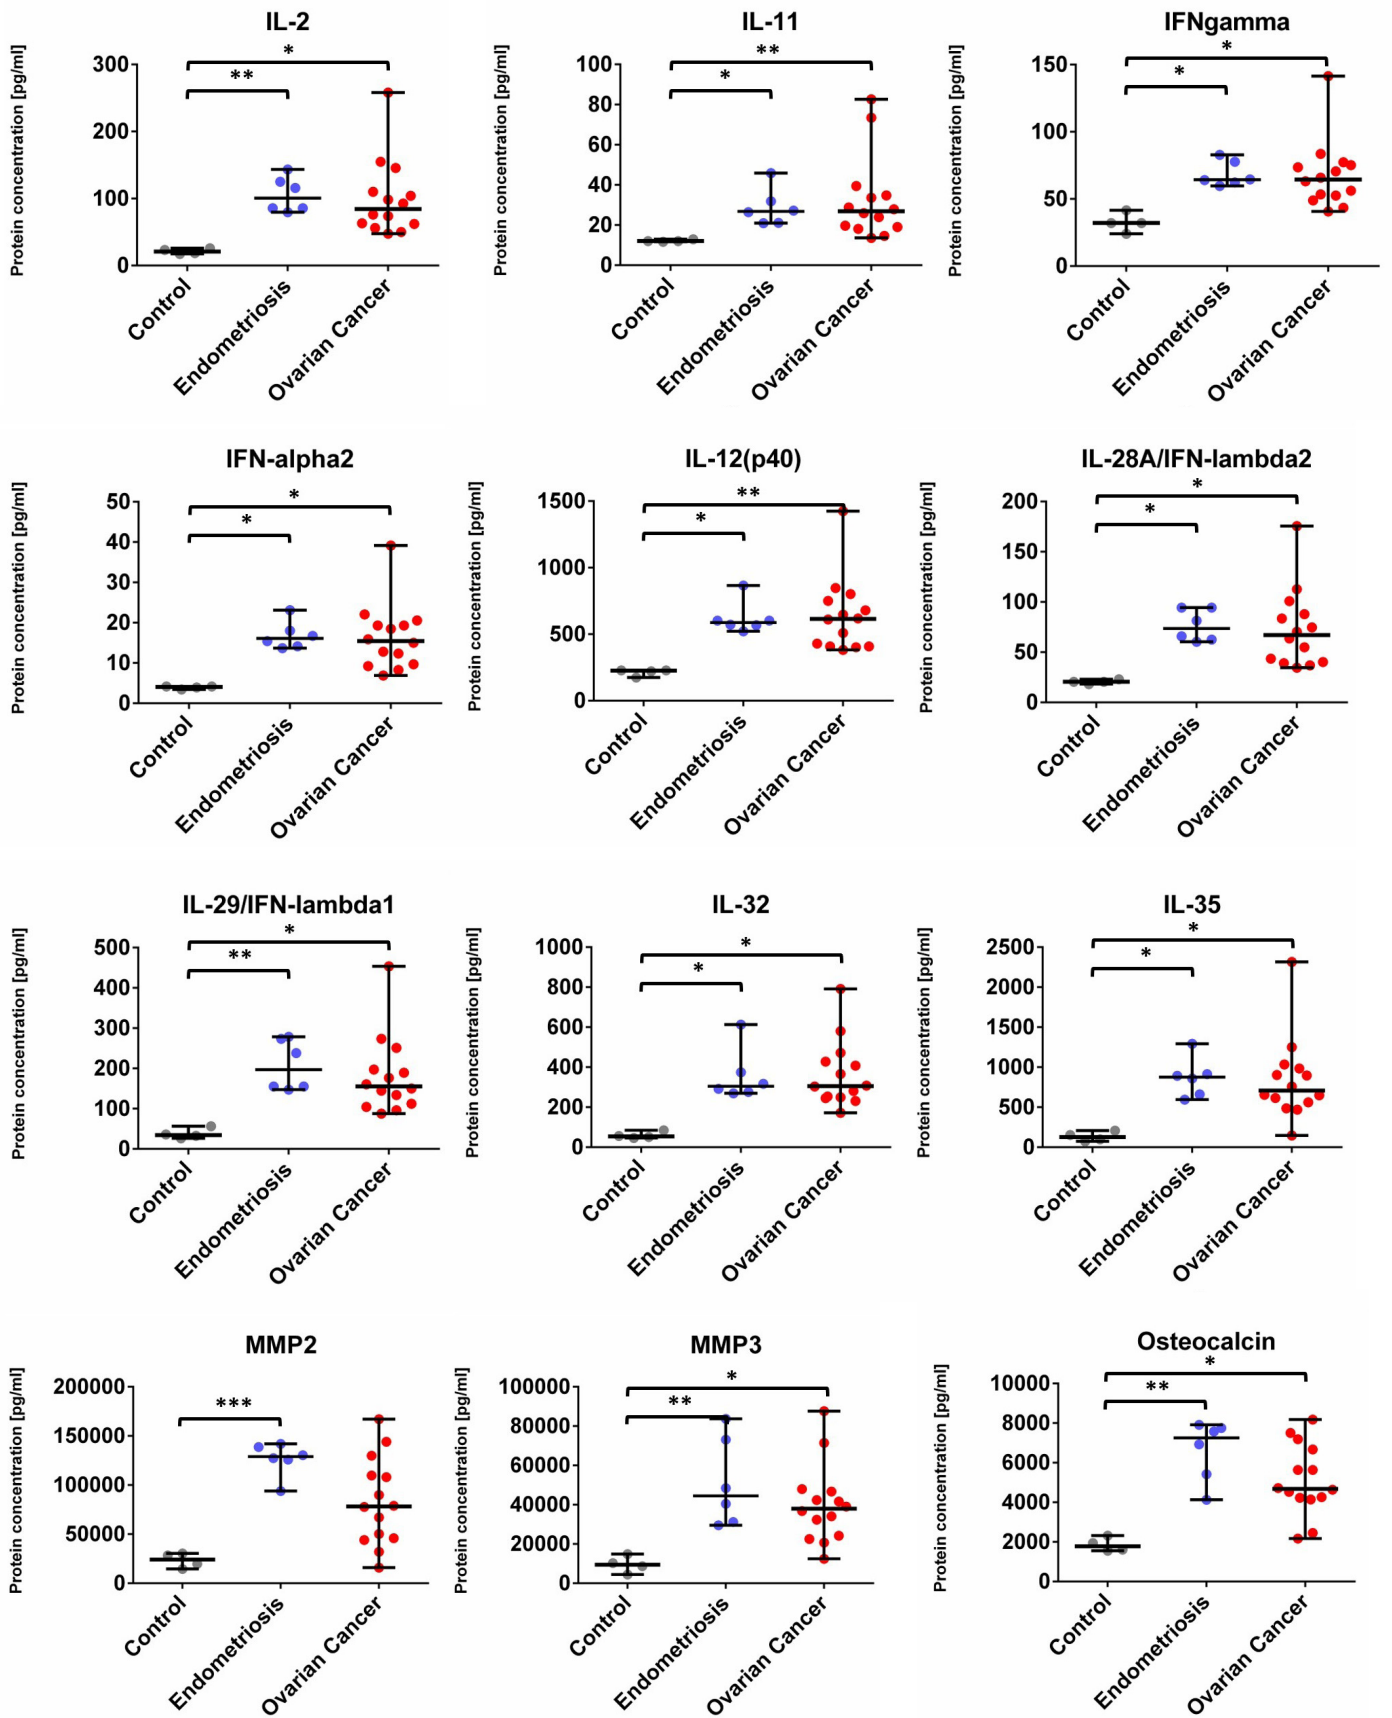 IL-2
Protein concentration [pg/ml]
300
200
100
0
*
**
Control
Endometriosis
Ovarian Cancer
IL-11
Protein concentration [pg/ml]
100
80
60
40
20
0
**
*
Control
Endometriosis
Ovarian Cancer
IFNgamma
Protein concentration [pg/ml]
150
100
50
0
*
*
Control
Endometriosis
Ovarian Cancer
IFN-alpha2
Protein concentration [pg/ml]
50
40
30
20
10
0
*
*
Control
Endometriosis
Ovarian Cancer
IL-12(p40)
Protein concentration [pg/ml]
1500
1000
500
0
**
*
Control
Endometriosis
Ovarian Cancer
IL-28A/IFN-lambda2
Protein concentration [pg/ml]
200
150
100
50
0
*
*
Control
Endometriosis
Ovarian Cancer
IL-29/IFN-lambda1
Protein concentration [pg/ml]
500
400
300
200
100
0
*
**
Control
Endometriosis
Ovarian Cancer
IL-32
Protein concentration [pg/ml]
1000
800
600
400
200
0
*
*
Control
Endometriosis
Ovarian Cancer
IL-35
Protein concentration [pg/ml]
2500
2000
1500
1000
500
0
*
*
Control
Endometriosis
Ovarian Cancer
MMP2
Protein concentration [pg/ml]
200000
150000
100000
50000
0
***
Control
Endometriosis
Ovarian Cancer
MMP3
Protein concentration [pg/ml]
100000
80000
60000
40000
20000
0
*
**
Control
Endometriosis
Ovarian Cancer
Osteocalcin
Protein concentration [pg/ml]
10000
8000
6000
4000
2000
0
*
**
Control
Endometriosis
Ovarian Cancer